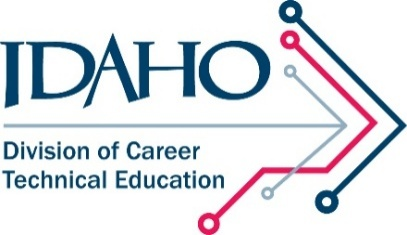 IDAHO
Division of Career
Technical Education